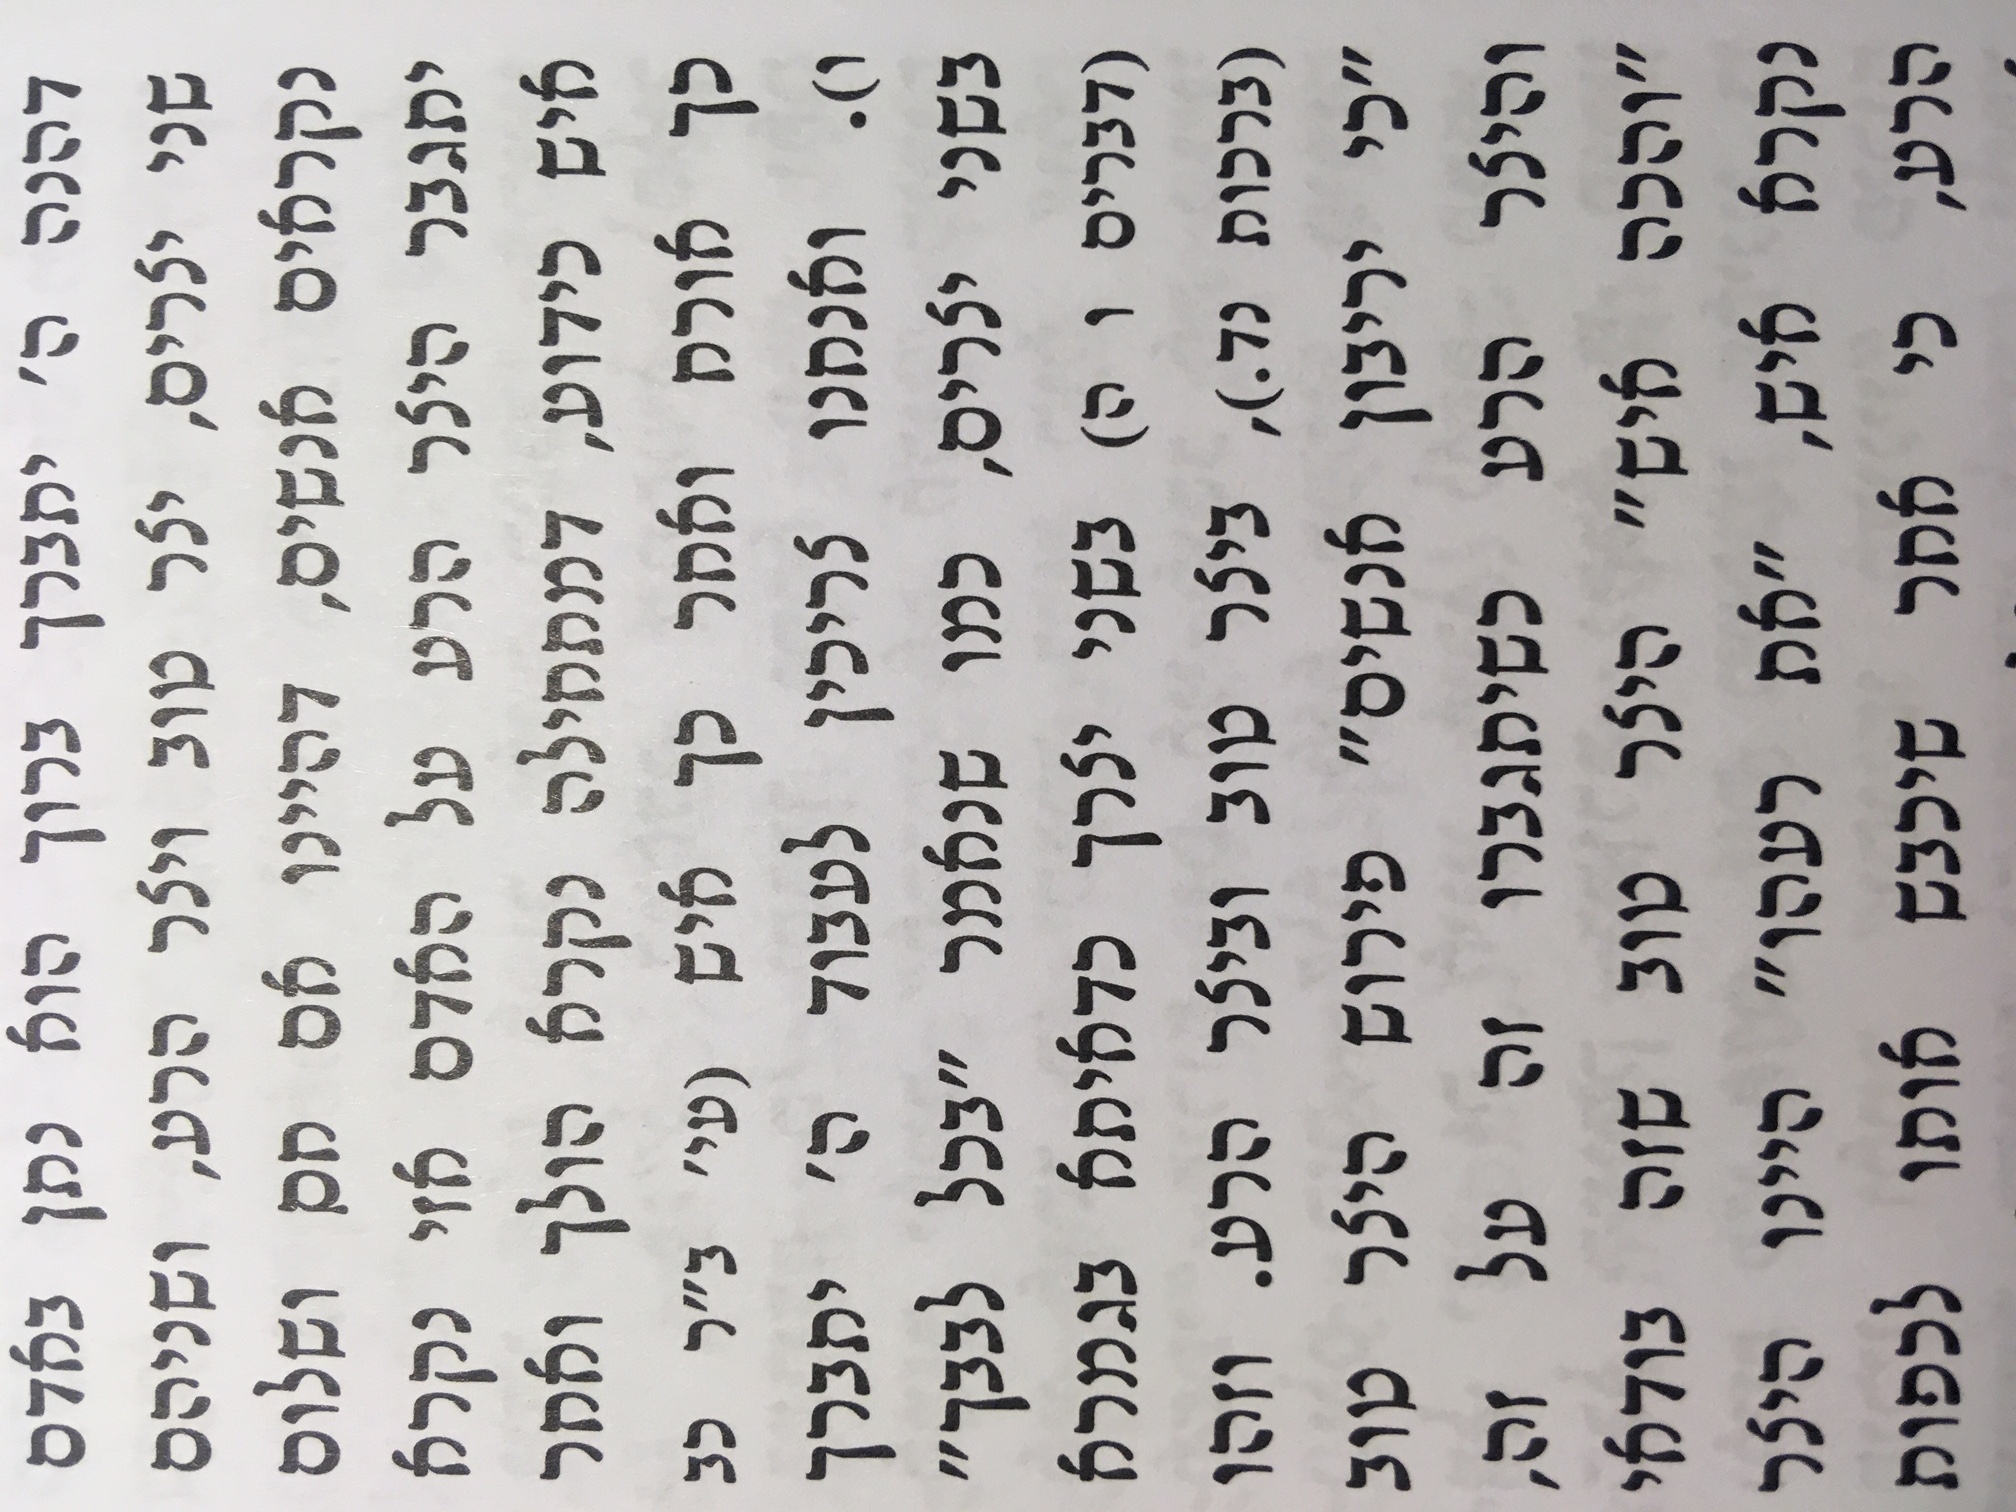 דהנה ה' יתברך ברוך הוא נתן באדם
שני יצרים, יצר טוב ויצר הרע, ושניהם
נקראים אנשים, דהיינו אם חס ושלום
יתגבר היצר הרע על האדם אזי נקרא
איש כידוע, דמתחילה נקרא הולך ואחר
כך אורח ואחר כך איש (עי' ב"ר כב
ו). ואנחנו צריכין לעבוד ה' יתברך
בשני יצרים, כמו שנאמר "בכל לבבך"
(דברים ו ה) בשני יצרך כדאיתא בגמרא
(ברכות נד.), ביצר טוב וביצר הרע. וזהו
"כי יריבון אנשים" פירוש היצר טוב
והיצר הרע כשיתגברו זה על זה,
"והכה איש" היצר טוב שזה בודאי
נקרא איש, "את רעהו" היינו היצר
הרע, כי אחר שיכבש אותו לכפות